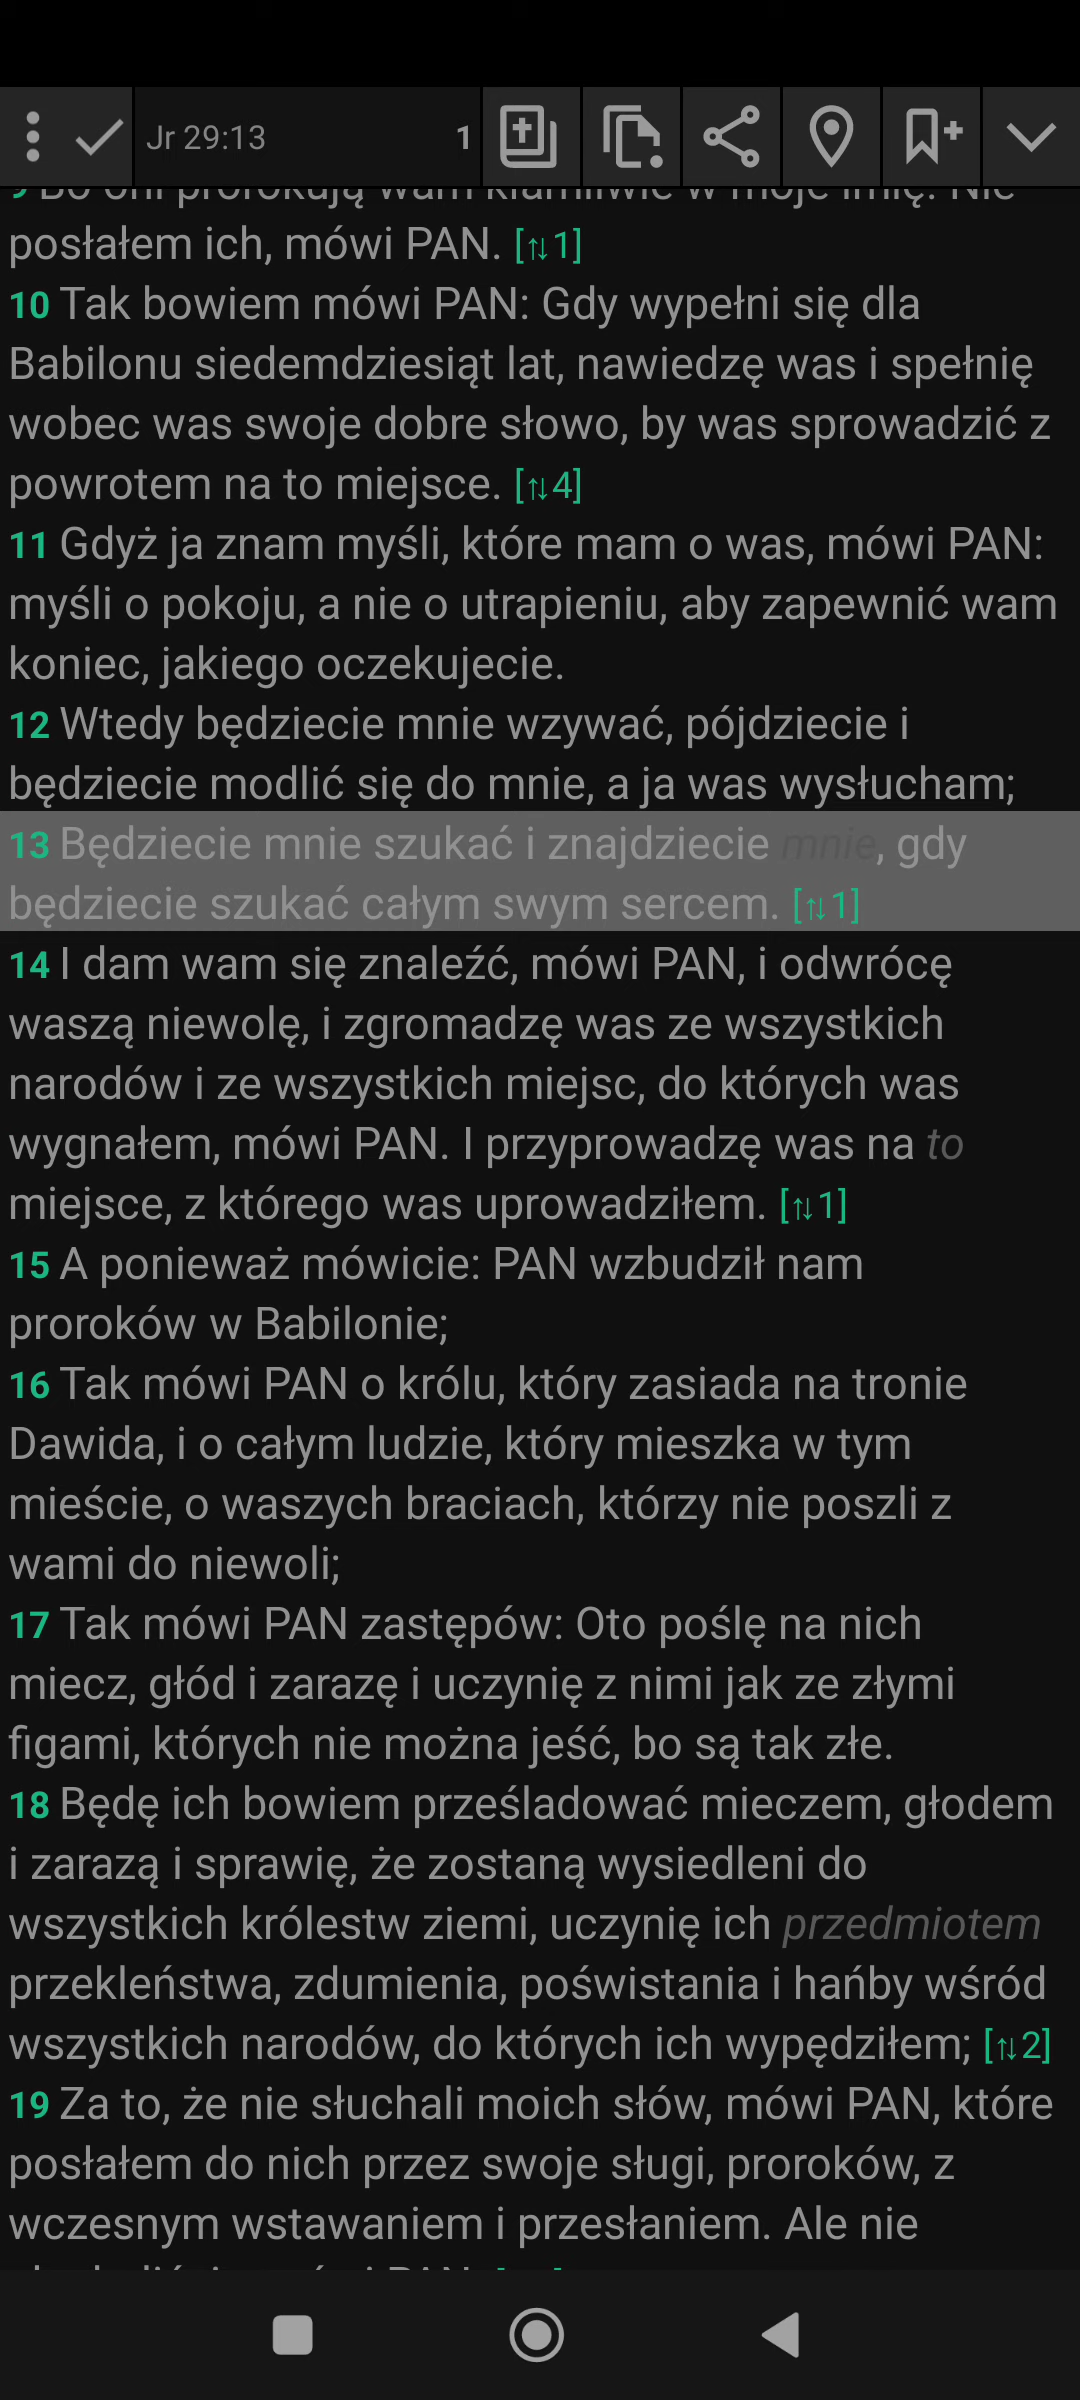 Jr 29:13 1
9 Bo oni prorokują wam kłamliwie w moje imię. Nie
posłałem ich, mówi PAN. [⇅1]
10 Tak bowiem mówi PAN: Gdy wypełni się dla
Babilonu siedemdziesiąt lat, nawiedzę was i spełnię
wobec was swoje dobre słowo, by was sprowadzić z
powrotem na to miejsce. [⇅4]
11 Gdyż ja znam myśli, które mam o was, mówi PAN:
myśli o pokoju, a nie o utrapieniu, aby zapewnić wam
koniec, jakiego oczekujecie.
12 Wtedy będziecie mnie wzywać, pójdziecie i
będziecie modlić się do mnie, a ja was wysłucham;
13 Będziecie mnie szukać i znajdziecie mnie, gdy
będziecie szukać całym swym sercem. [⇅1]
14 I dam wam się znaleźć, mówi PAN, i odwrócę
waszą niewolę, i zgromadzę was ze wszystkich
narodów i ze wszystkich miejsc, do których was
wygnałem, mówi PAN. I przyprowadzę was na to
miejsce, z którego was uprowadziłem. [⇅1]
15 A ponieważ mówicie: PAN wzbudził nam
proroków w Babilonie;
16 Tak mówi PAN o królu, który zasiada na tronie
Dawida, i o całym ludzie, który mieszka w tym
mieście, o waszych braciach, którzy nie poszli z
wami do niewoli;
17 Tak mówi PAN zastępów: Oto poślę na nich
miecz, głód i zarazę i uczynię z nimi jak ze złymi
figami, których nie można jeść, bo są tak złe.
18 Będę ich bowiem prześladować mieczem, głodem
i zarazą i sprawię, że zostaną wysiedleni do
wszystkich królestw ziemi, uczynię ich przedmiotem
przekleństwa, zdumienia, poświstania i hańby wśród
wszystkich narodów, do których ich wypędziłem; [⇅2]
19 Za to, że nie słuchali moich słów, mówi PAN, które
posłałem do nich przez swoje sługi, proroków, z
wczesnym wstawaniem i przesłaniem. Ale nie